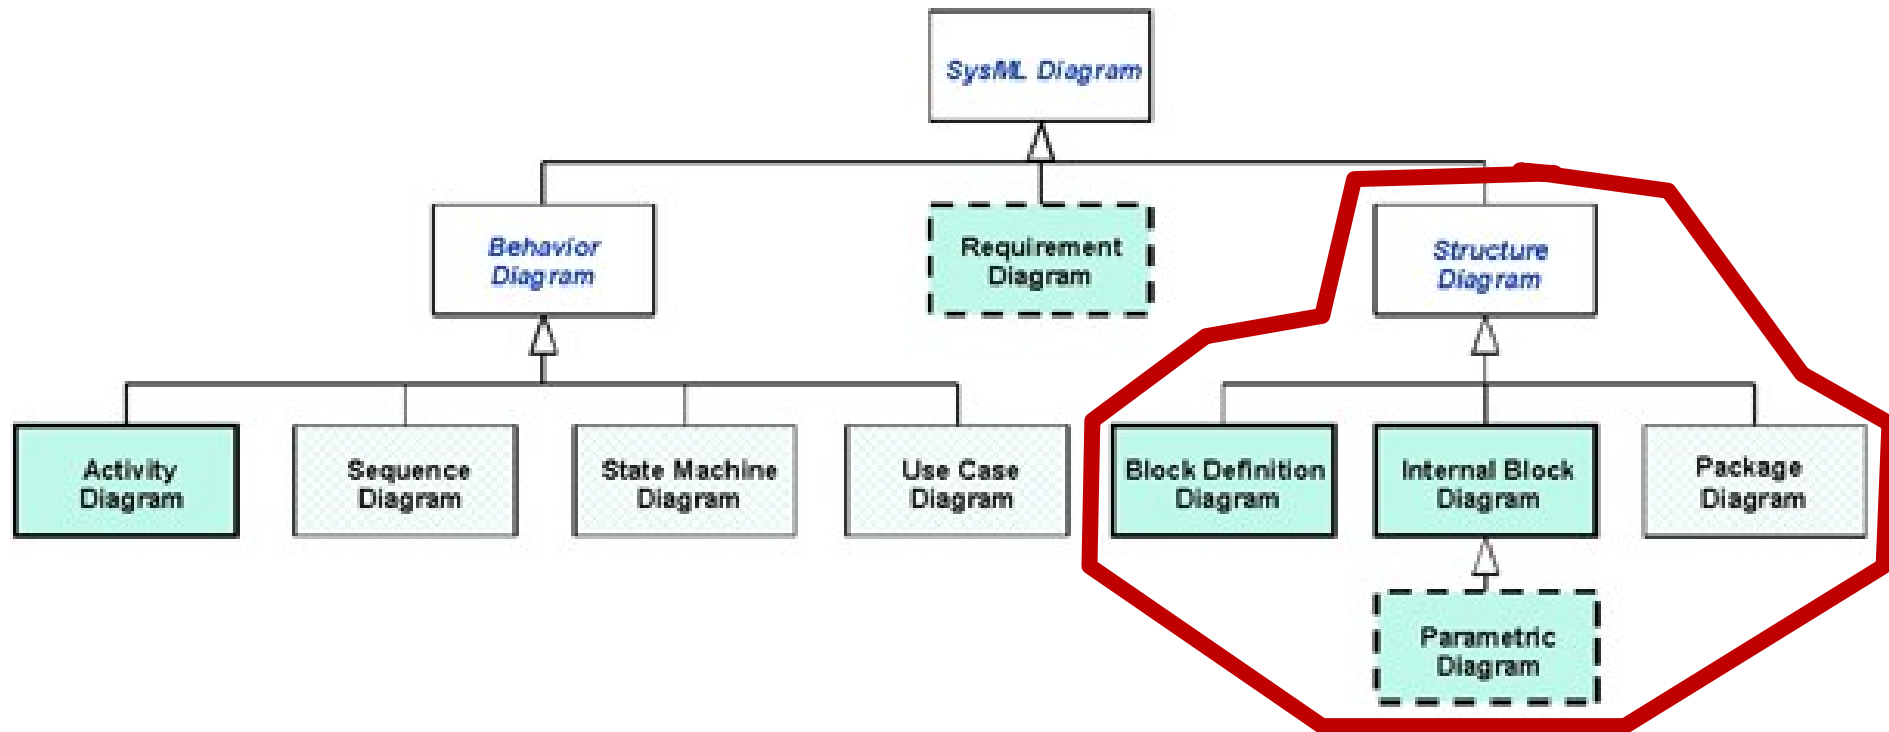 SysML Diagram
Behavior
Diagram
Requirement
Diagram
Structure
Diagram
Activity
Diagram
Sequence
Diagram
State Machine
Diagram
Use Case
Diagram
Block Definition
Diagram
Internal Block
Diagram
Package
Diagram
Parametric
Diagram